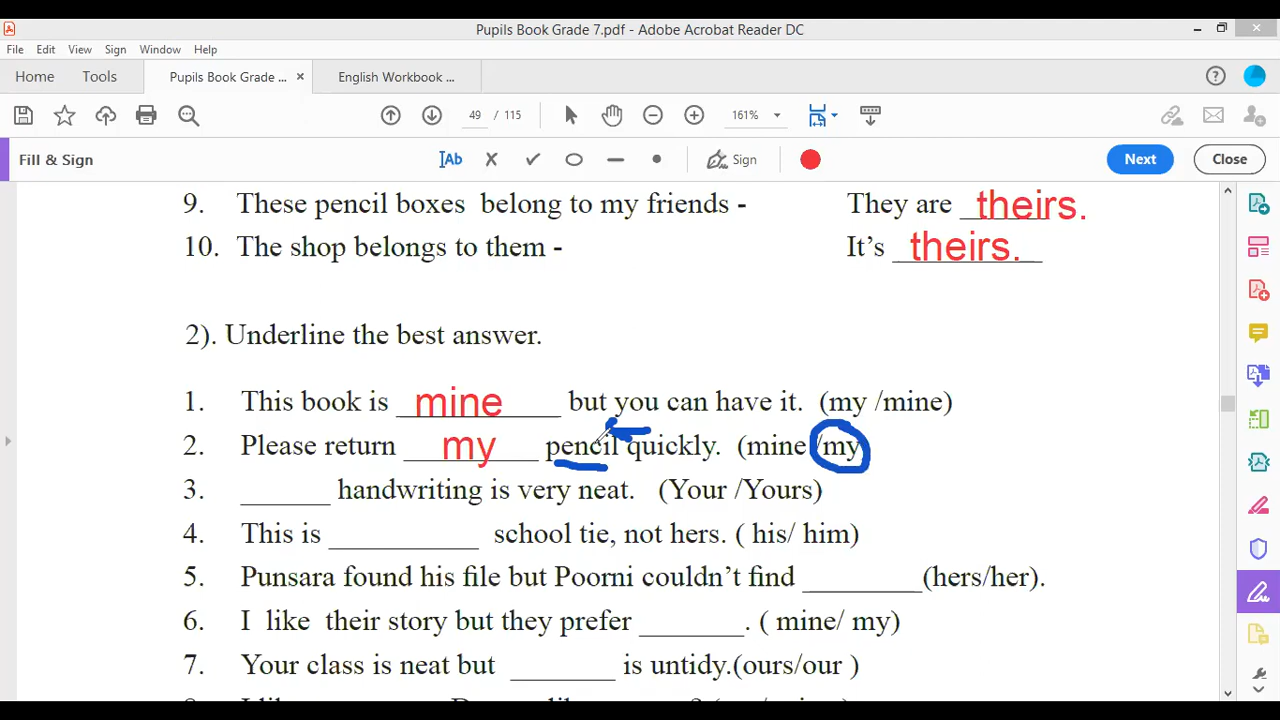 Pupils Book Grade 7.pdf - Adobe Acrobat Reader DC
File Edit View Sign Window Help
Home Tools Pupils Book Grade ... × English Workbook ...
49 / 115 161%
Fill & Sign Ab Sign Next Close
9. These pencil boxes belong to my friends - They are theirs.
10. The shop belongs to them - It's theirs.
2). Underline the best answer.
1. This book is mine but you can have it. (my /mine)
2. Please return my pencil quickly. (mine /my
3. ______ handwriting is very neat. (Your /Yours)
4. This is __________ school tie, not hers. ( his/ him)
5. Punsara found his file but Poorni couldn't find ________(hers/her).
6. I like their story but they prefer _______. ( mine/ my)
7. Your class is neat but _______ is untidy.(ours/our )